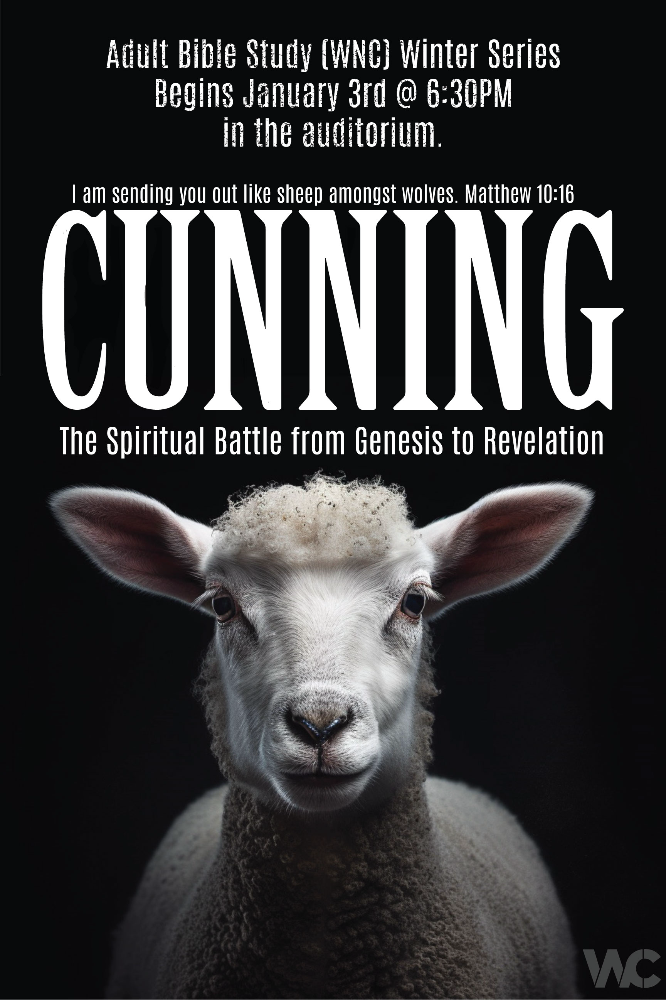 Adult Bible Study (WNC) Winter Series
Begins January 3rd @ 6:30PM
in the auditorium.
I am sending you out like sheep amongst wolves. Matthew 10:16
CUNNING
The Spiritual Battle from Genesis to Revelation
WC